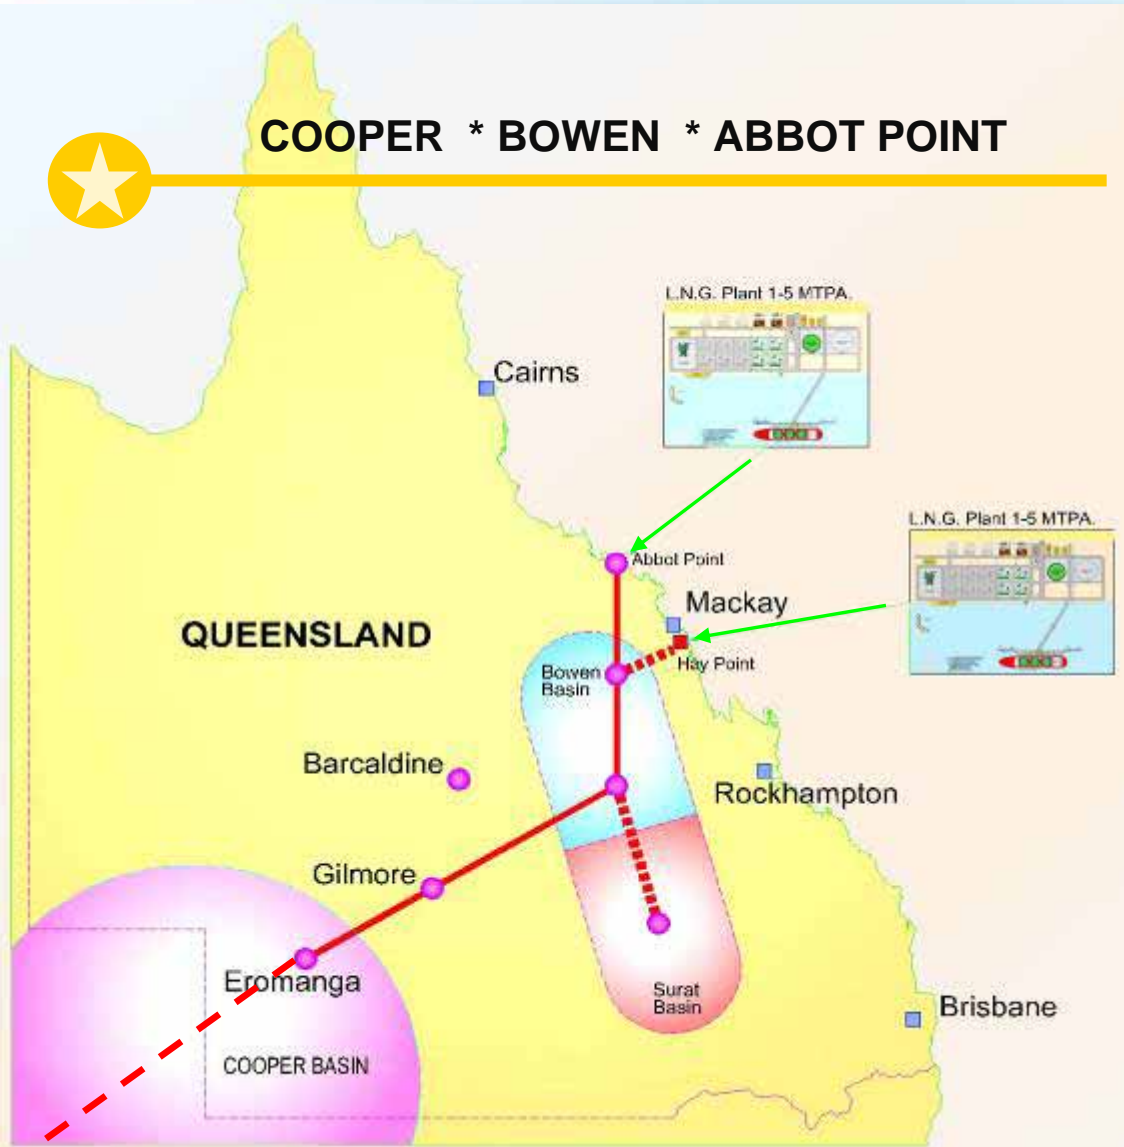 COOPER * BOWEN * ABBOT POINT
L.N.G. Plant 1-5 MTPA.
Cairns
L.N.G. Plant 1-5 MTPA.
Abbot Point
Mackay
QUEENSLAND
Hay Point
Bowen
Basin
Barcaldine
Rockhampton
Gilmore
Eromanga
Surat
Basin
Brisbane
COOPER BASIN